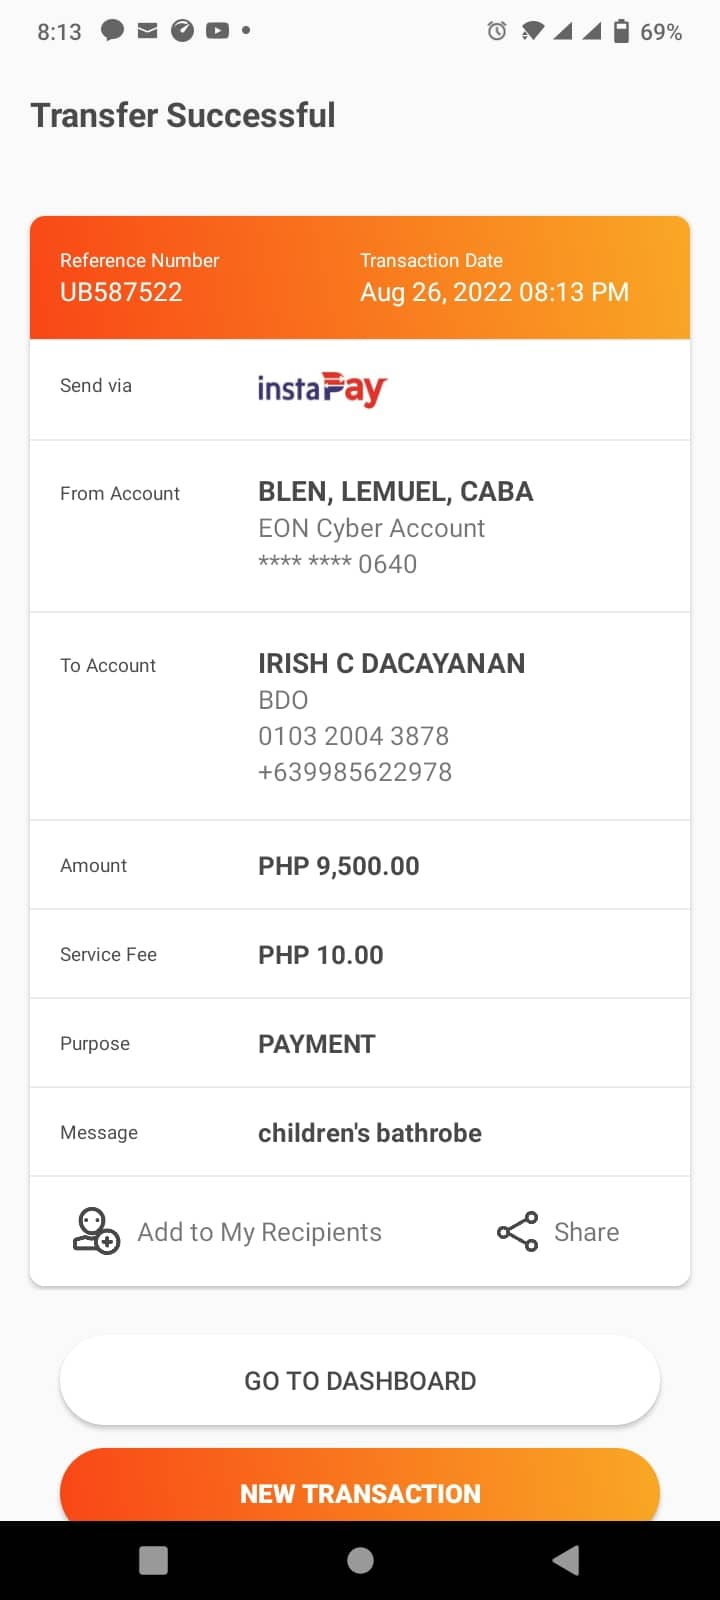 8:13
69%
Transfer Successful
Reference Number
UB587522
Transaction Date
Aug 26, 2022 08:13 PM
Send via
instaPay
From Account
BLEN, LEMUEL, CABA
EON Cyber Account
**** **** 0640
To Account
IRISH C DACAYANAN
BDO
0103 2004 3878
+639985622978
Amount
PHP 9,500.00
Service Fee
PHP 10.00
Purpose
PAYMENT
Message
children's bathrobe
Add to My Recipients
Share
GO TO DASHBOARD
NEW TRANSACTION